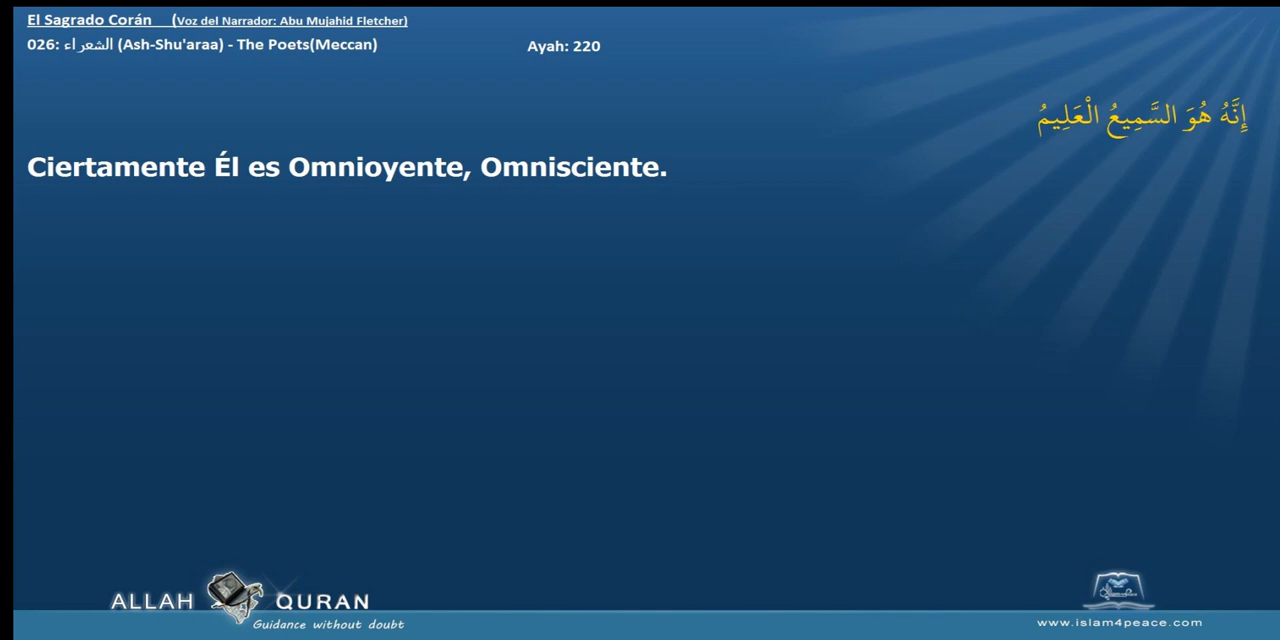 El Sagrado Corán (Voz del Narrador: Abu Mujahid Fletcher)
026: الشعراء (Ash-Shu'araa) - The Poets(Meccan) Ayah: 220
إِنَّهُ هُوَ السَّمِيعُ الْعَلِيمُ
Ciertamente Él es Omnioyente, Omnisciente.
ALLAH QURAN
Guidance without doubt
www.islam4peace.com